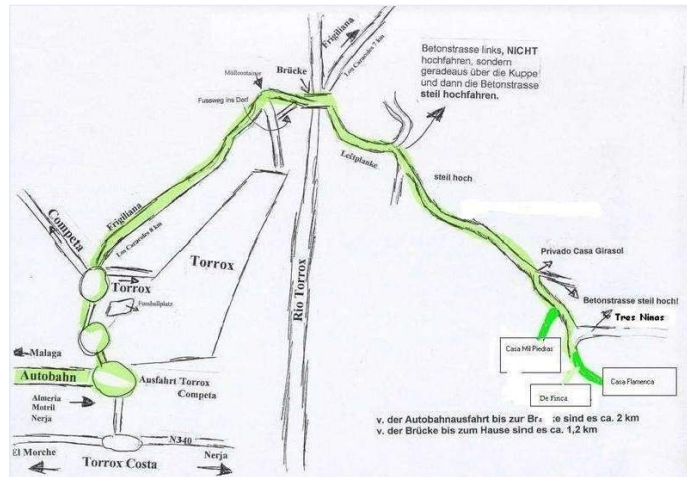 Frigiliana
Los Caracoles 7 km
Betonstrasse links, NICHT
hochfahren, sondern
geradeaus über die Kuppe
und dann die Betonstrasse
steil hochfahren.
Müllcontainer
Brücke
Fussweg ins Dorf
Leitplanke
steil hoch
Frigiliana
Los Caracoles 8 km
Competa
Torrox
Torrox
Rio Torrox
Fussballplatz
Privado Casa Girasol
Betonstrasse steil hoch!
Tres Ninas
Casa Mil Piedras
Casa Flamenca
De Finca
Malaga
Autobahn
Ausfahrt Torrox
Competa
Almeria
Motril
Nerja
v. der Autobahnausfahrt bis zur sind es ca. 2 km
v. der Brücke bis zum Hause sind es ca. 1,2 km
N340
El Morche
Torrox Costa
Nerja